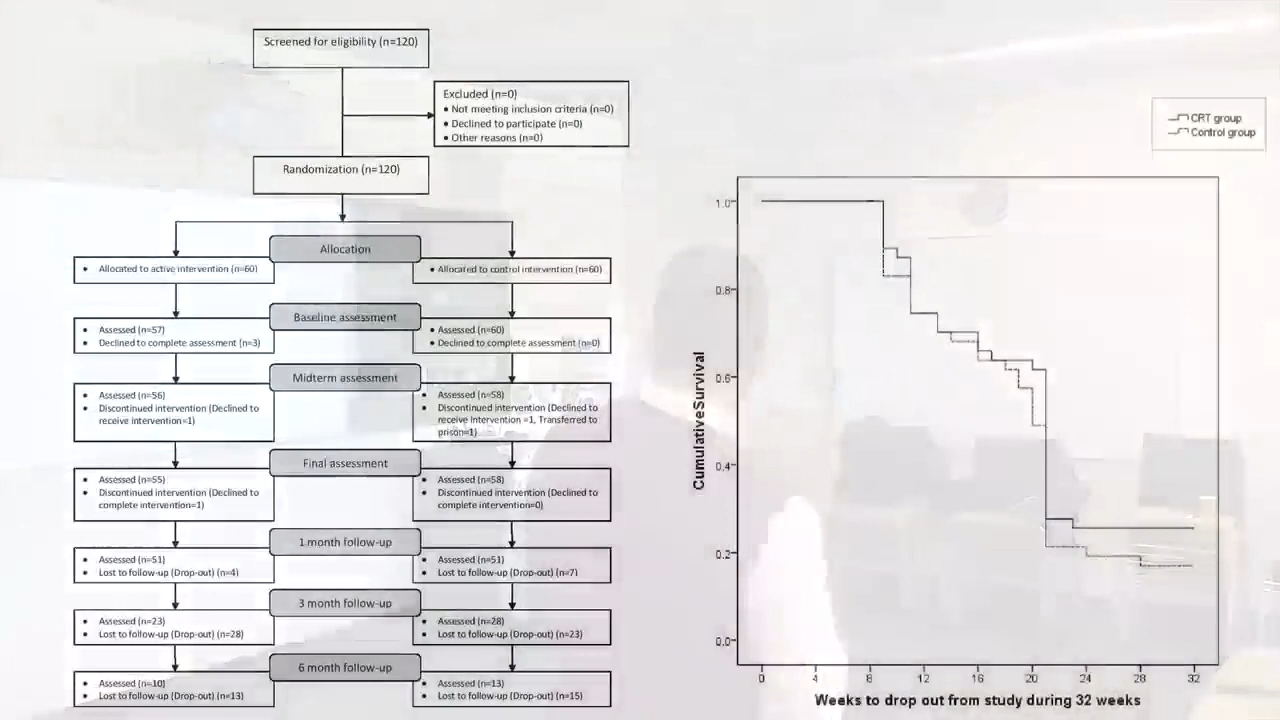 Screened for eligibility (n=120)
Excluded (n=0)
• Not meeting inclusion criteria (n=0)
• Declined to participate (n=0)
• Other reasons (n=0)
Randomization (n=120)
Allocation
• Allocated to active intervention (n=60)
• Allocated to control intervention (n=60)
Baseline assessment
• Assessed (n=57)
• Declined to complete assessment (n=3)
• Assessed (n=60)
• Declined to complete assessment (n=0)
Midterm assessment
• Assessed (n=56)
• Discontinued intervention (Declined to
receive intervention=1)
• Assessed (n=58)
• Discontinued intervention (Declined to
receive intervention =1, Transferred to
prison=1)
Final assessment
• Assessed (n=55)
• Discontinued intervention (Declined to
complete intervention=1)
• Assessed (n=58)
• Discontinued intervention (Declined to
complete intervention=0)
1 month follow-up
• Assessed (n=51)
• Lost to follow-up (Drop-out) (n=4)
• Assessed (n=51)
• Lost to follow-up (Drop-out) (n=7)
3 month follow-up
• Assessed (n=23)
• Lost to follow-up (Drop-out) (n=28)
• Assessed (n=28)
• Lost to follow-up (Drop-out) (n=23)
6 month follow-up
• Assessed (n=10)
• Lost to follow-up (Drop-out) (n=13)
• Assessed (n=13)
• Lost to follow-up (Drop-out) (n=15)
CRT group
Control group
Cumulative Survival
1.0
0.8
0.6
0.4
0.2
0.0
0 4 8 12 16 20 24 28 32
Weeks to drop out from study during 32 weeks